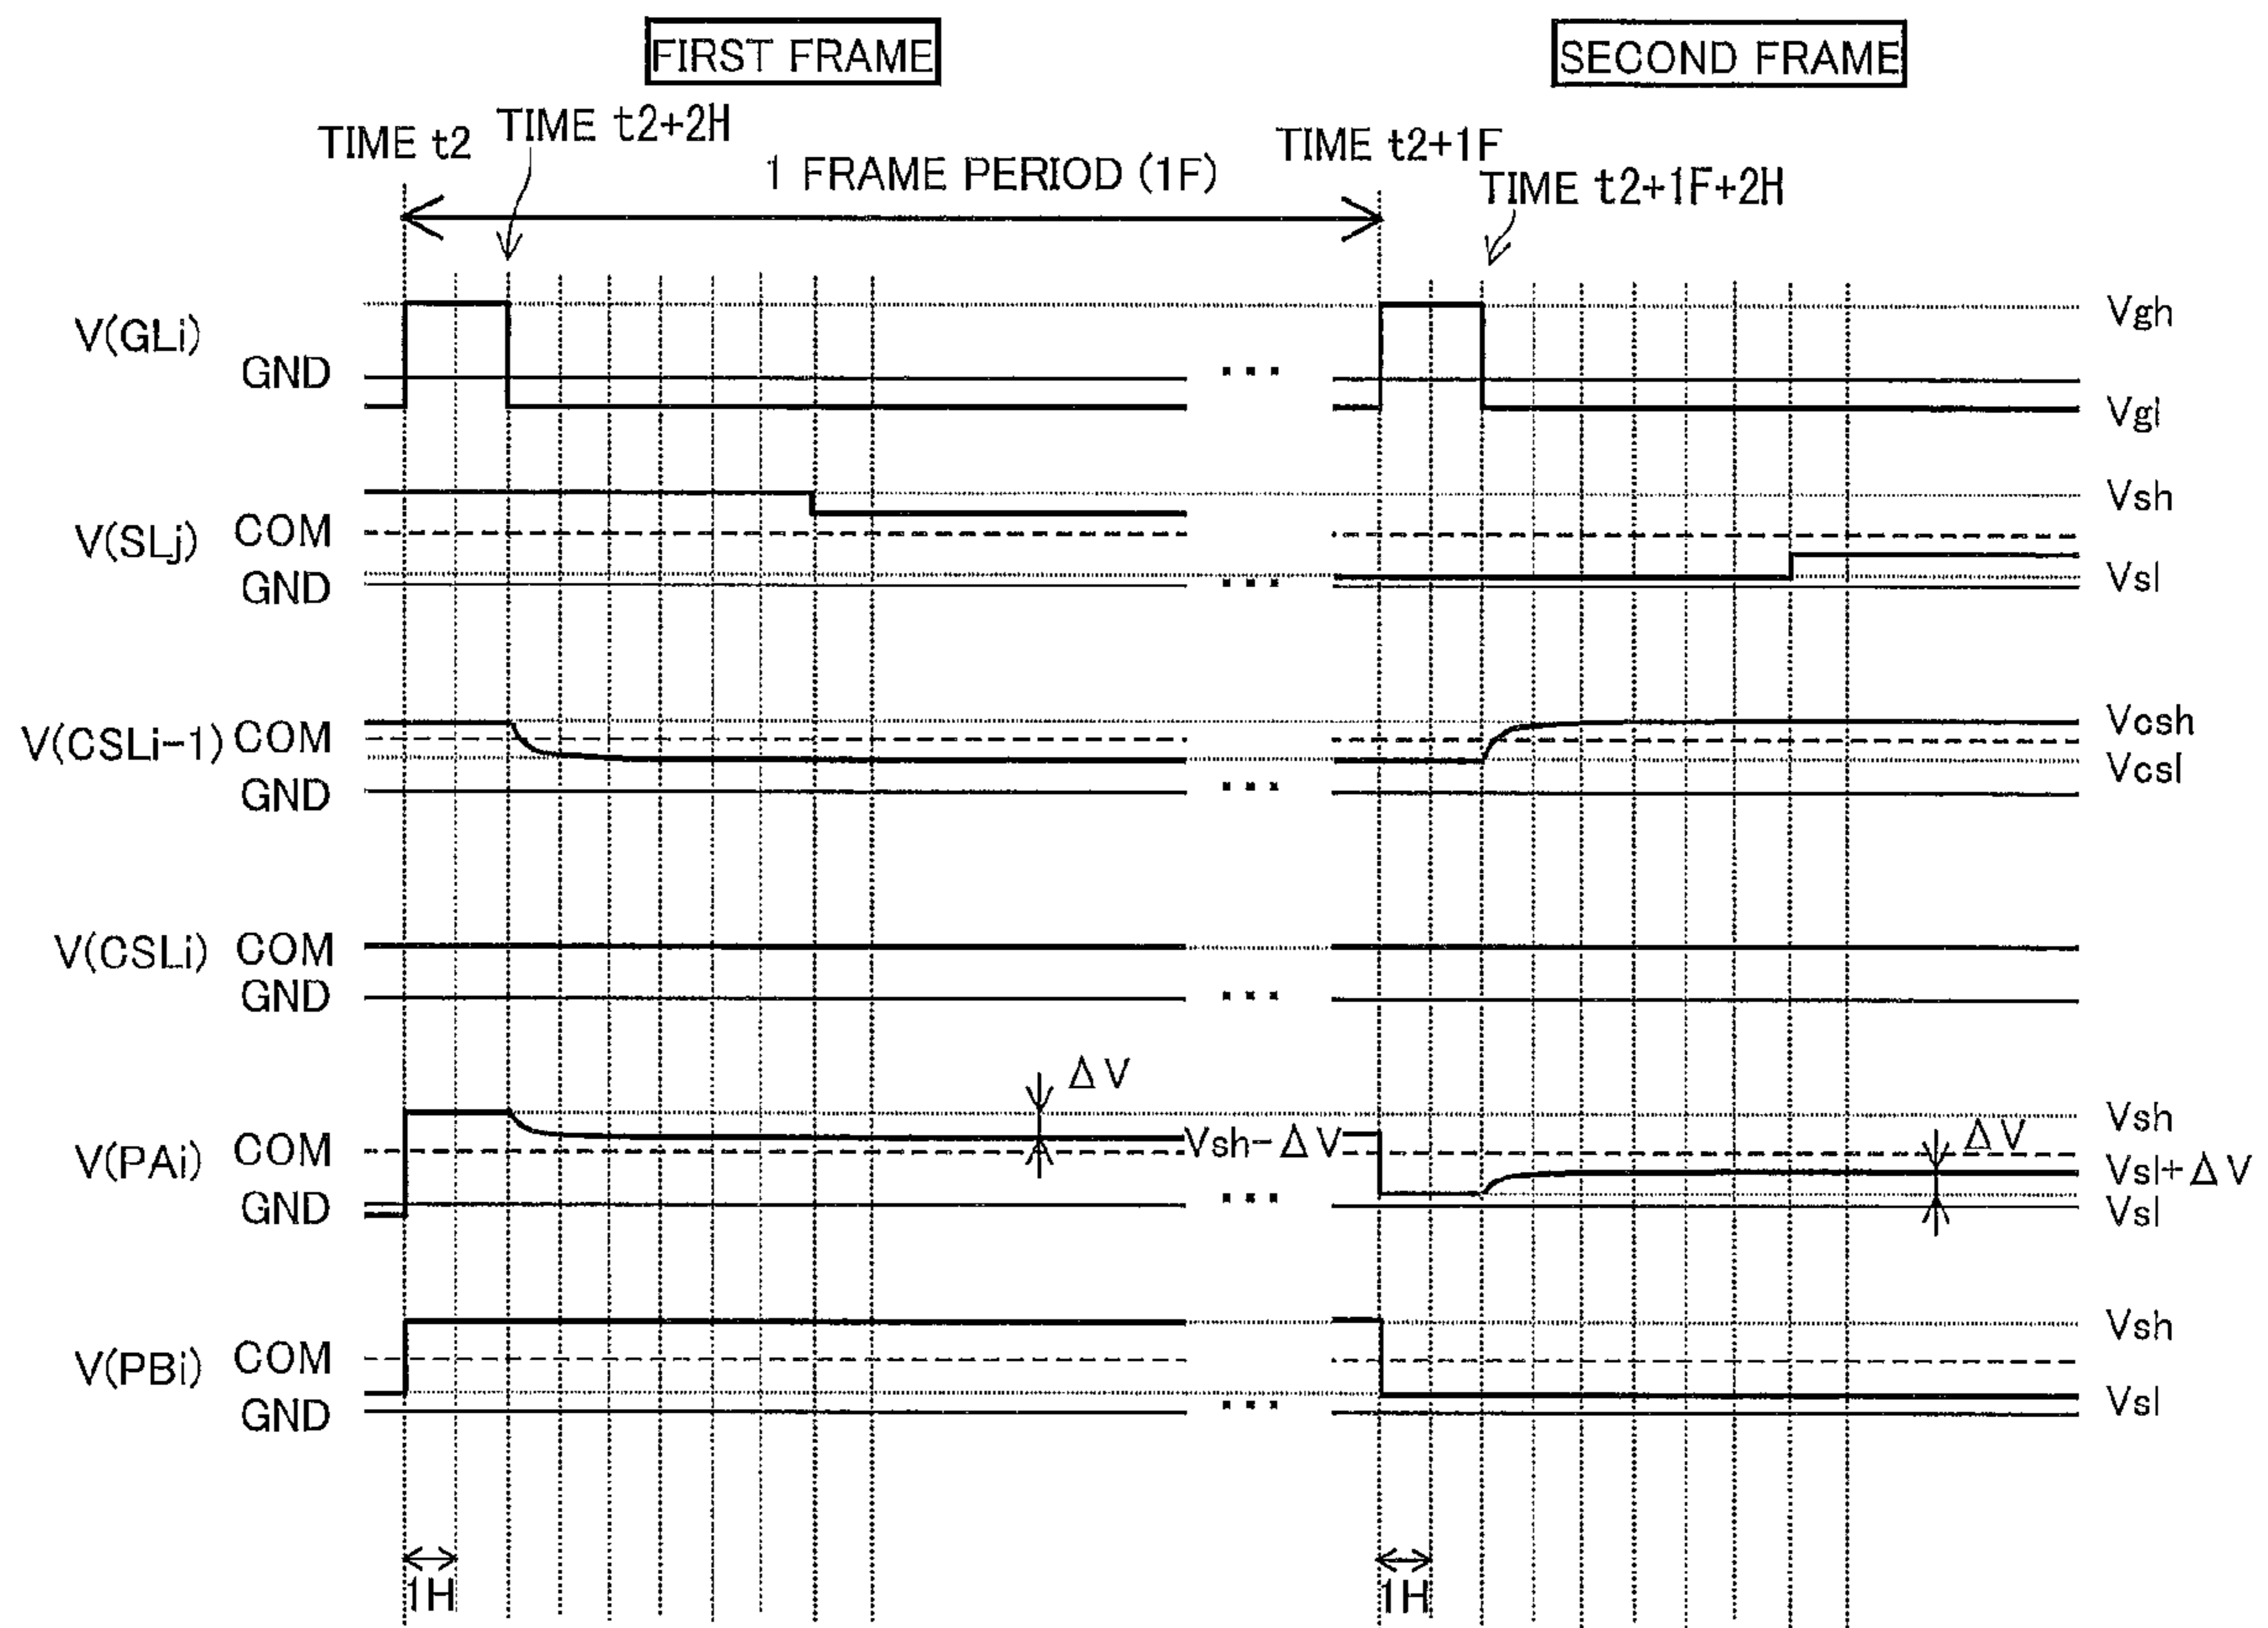 FIRST FRAME
SECOND FRAME
TIME t2
TIME t2+2H
1 FRAME PERIOD (1F)
TIME t2+1F
TIME t2+1F+2H
V(GLi)
GND
...
Vgh
Vgl
V(SLj)
COM
GND
...
Vsh
Vsl
V(CSLi-1)
COM
GND
...
Vcsh
Vcsl
V(CSLi)
COM
GND
...
V(PAi)
COM
GND
ΔV
Vsh-ΔV
...
ΔV
Vsh
Vsl+ΔV
Vsl
V(PBi)
COM
GND
...
Vsh
Vsl
1H
1H